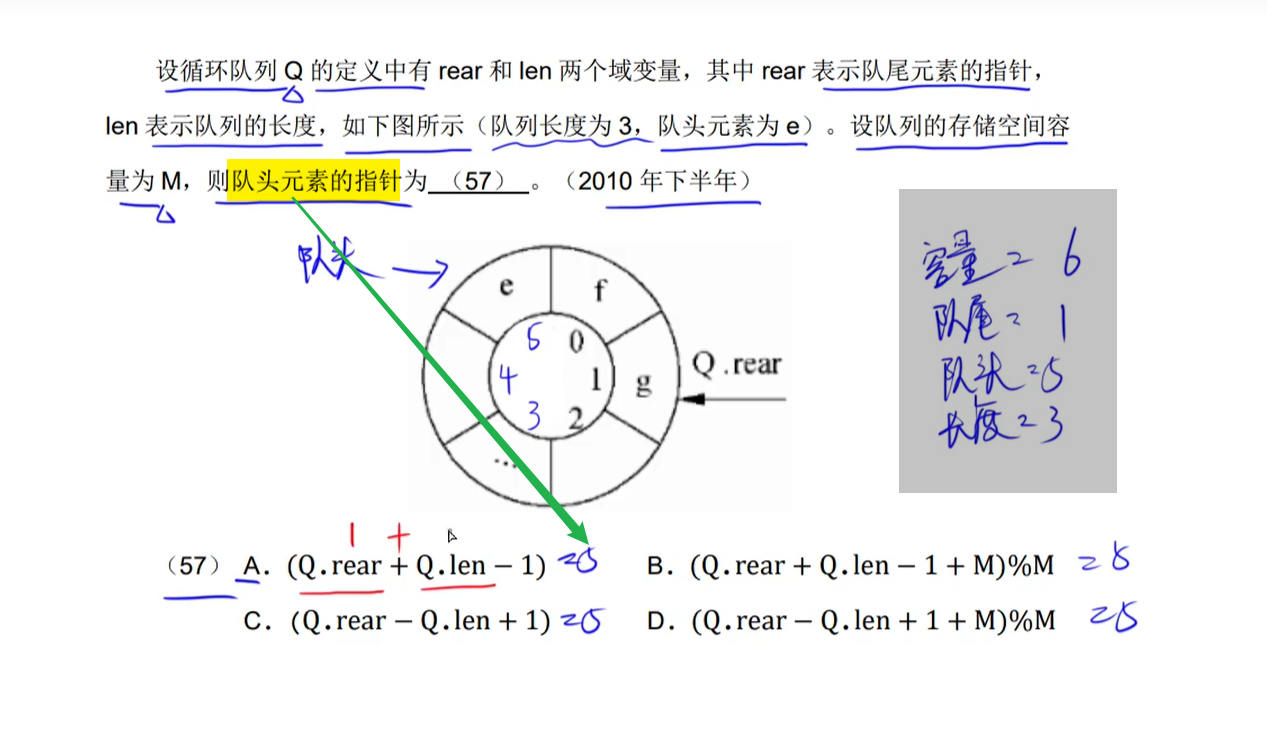 设循环队列 Q 的定义中有 rear 和 len 两个域变量，其中 rear 表示队尾元素的指针，
len 表示队列的长度，如下图所示（队列长度为 3，队头元素为 e）。设队列的存储空间容
量为 M，则队头元素的指针为 （57） 。（2010 年下半年）
队头
e f
5 0
4 1 g
3 2
...
Q.rear
容量=6
队尾=1
队头=5
长度=3
1 +
（57） A. (Q.rear + Q.len − 1) =5 B. (Q.rear + Q.len − 1 + M)%M =5
C. (Q.rear − Q.len + 1) =5 D. (Q.rear − Q.len + 1 + M)%M =5